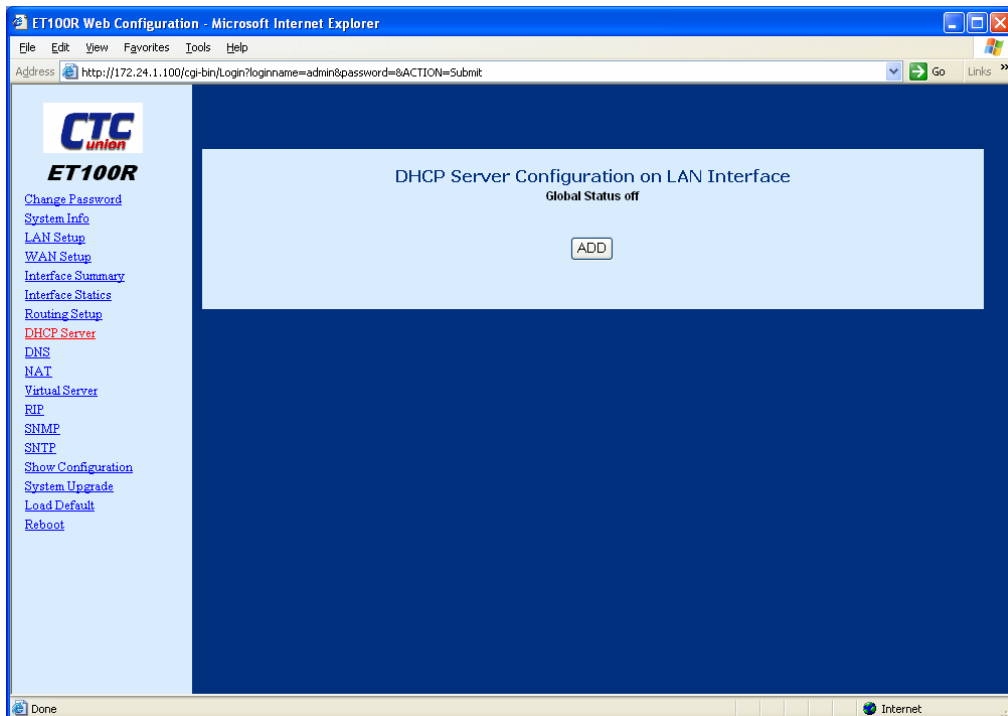 ET100R Web Configuration - Microsoft Internet Explorer
File Edit View Favorites Tools Help
Address http://172.24.1.100/cgi-bin/Login?loginname=admin&password=&ACTION=Submit Go Links »
CTC
union
ET100R
Change Password
System Info
LAN Setup
WAN Setup
Interface Summary
Interface Statics
Routing Setup
DHCP Server
DNS
NAT
Virtual Server
RIP
SNMP
SNTP
Show Configuration
System Upgrade
Load Default
Reboot
DHCP Server Configuration on LAN Interface
Global Status off
ADD
Done Internet